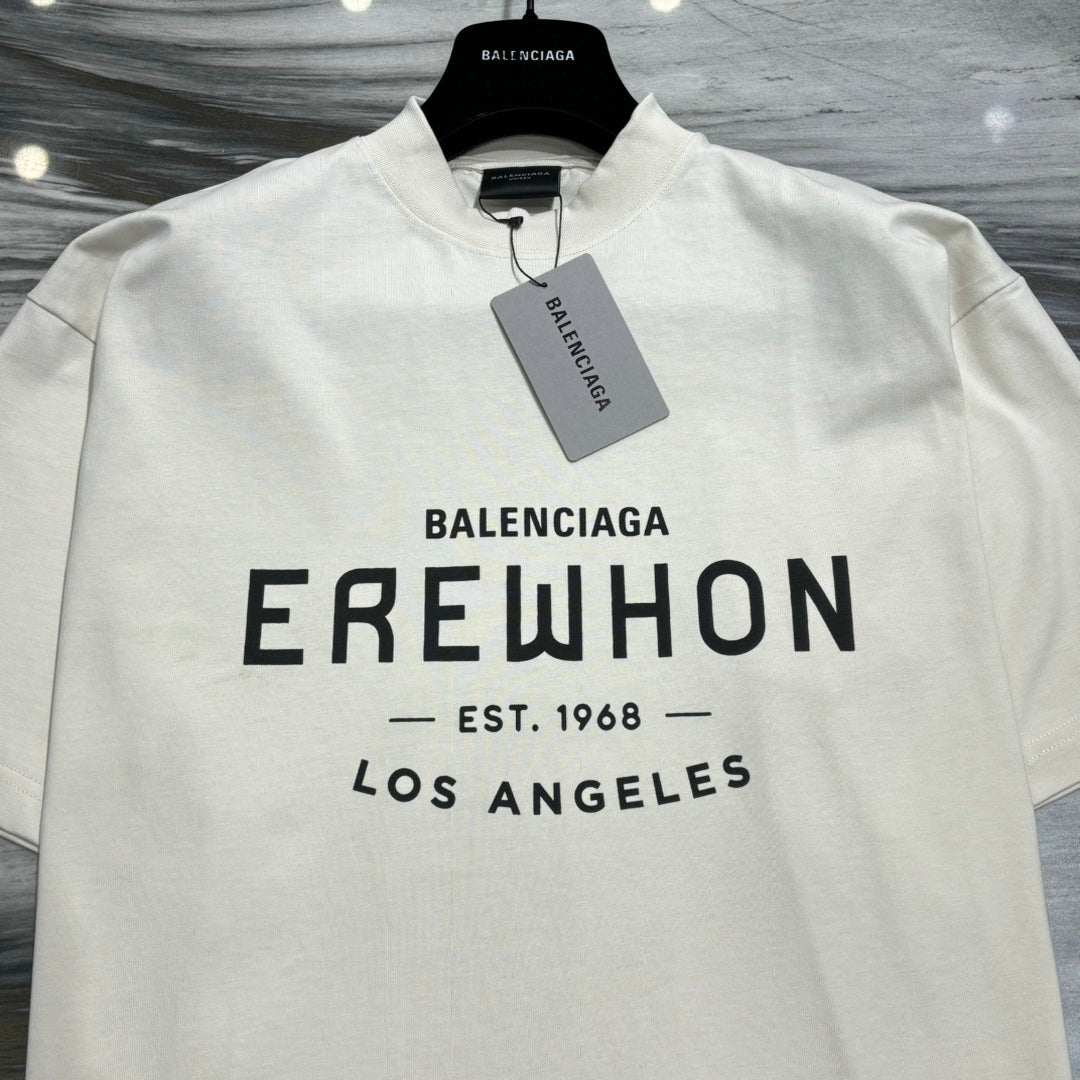 BALENCIAGA
BALENCIAGA
BALENCIAGA
BALENCIAGA
EREWHON
— EST. 1968 —
LOS ANGELES